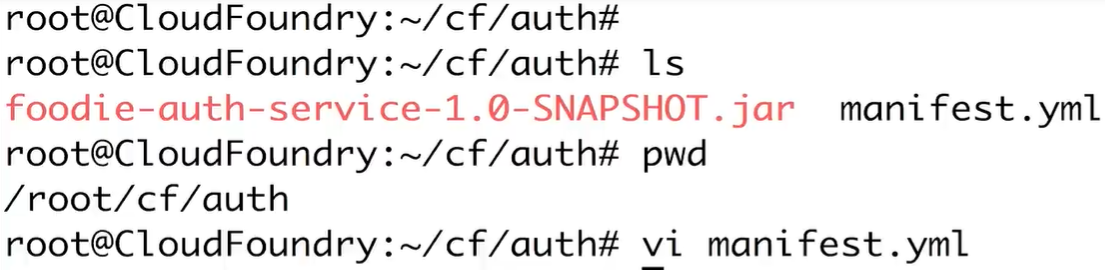 root@CloudFoundry:~/cf/auth#
root@CloudFoundry:~/cf/auth# ls
foodie-auth-service-1.0-SNAPSHOT.jar  manifest.yml
root@CloudFoundry:~/cf/auth# pwd
/root/cf/auth
root@CloudFoundry:~/cf/auth# vi manifest.yml